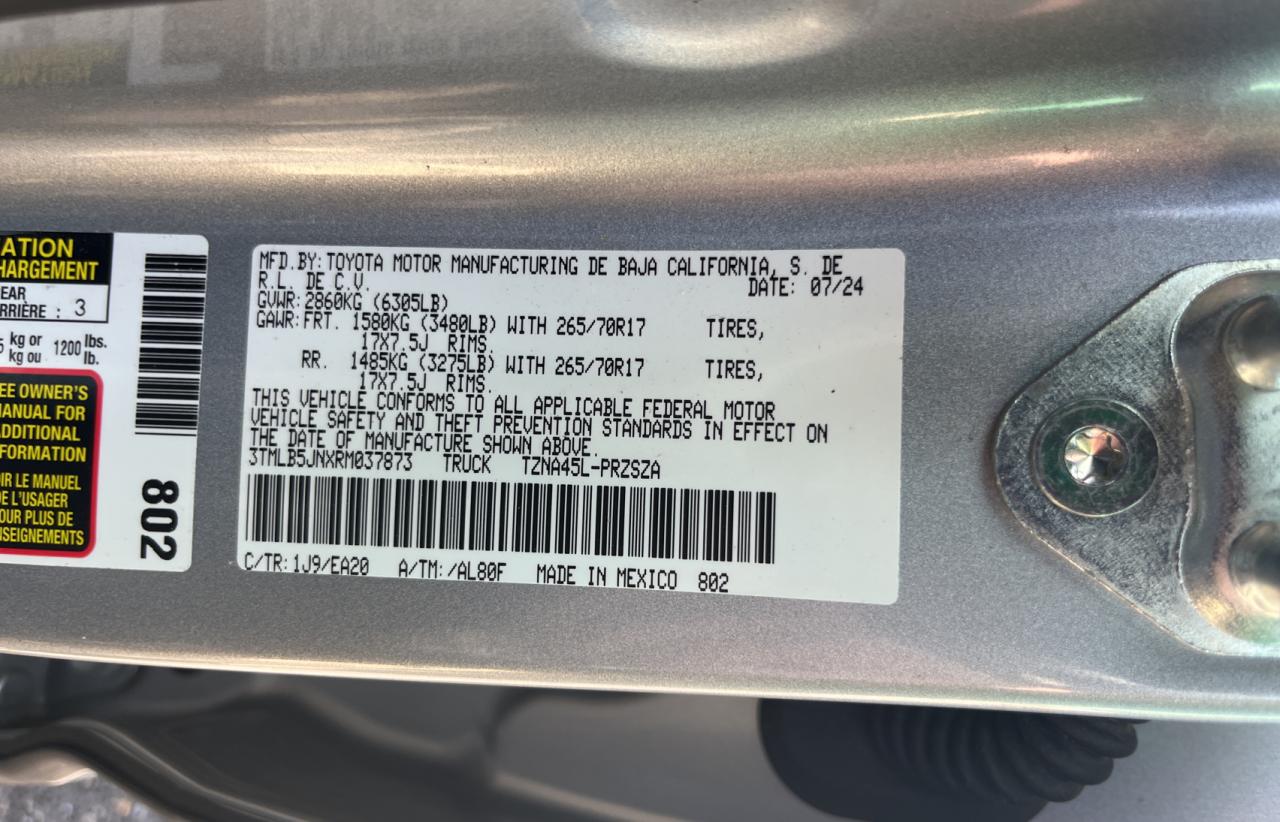 ATION
HARGEMENT
EAR
RRIÈRE : 3
kg or 1200 lbs.
kg ou lb.
EE OWNER'S
MANUAL FOR
ADDITIONAL
FORMATION
IR LE MANUEL
E L'USAGER
OUR PLUS DE
NSEIGNEMENTS
802
MFD.BY:TOYOTA MOTOR MANUFACTURING DE BAJA CALIFORNIA, S. DE
R.L. DE C.V. DATE: 07/24
GVWR:2860KG (6305LB)
GAWR:FRT. 1580KG (3480LB) WITH 265/70R17 TIRES,
17X7.5J RIMS.
RR. 1485KG (3275LB) WITH 265/70R17 TIRES,
17X7.5J RIMS.
THIS VEHICLE CONFORMS TO ALL APPLICABLE FEDERAL MOTOR
VEHICLE SAFETY AND THEFT PREVENTION STANDARDS IN EFFECT ON
THE DATE OF MANUFACTURE SHOWN ABOVE.
3TMLB5JNXRM037873 TRUCK TZNA45L-PRZSZA
C/TR:1J9/EA20 A/TM:/AL80F MADE IN MEXICO 802